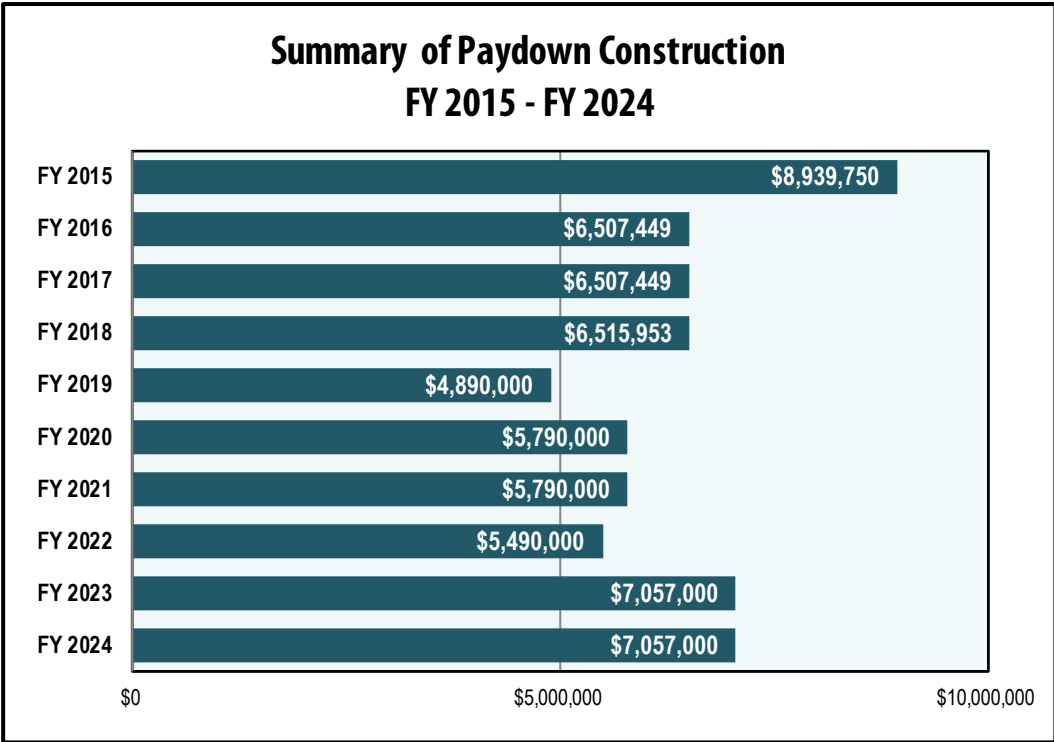 Summary of Paydown Construction
FY 2015 - FY 2024
FY 2015 $8,939,750
FY 2016 $6,507,449
FY 2017 $6,507,449
FY 2018 $6,515,953
FY 2019 $4,890,000
FY 2020 $5,790,000
FY 2021 $5,790,000
FY 2022 $5,490,000
FY 2023 $7,057,000
FY 2024 $7,057,000
$0 $5,000,000 $10,000,000